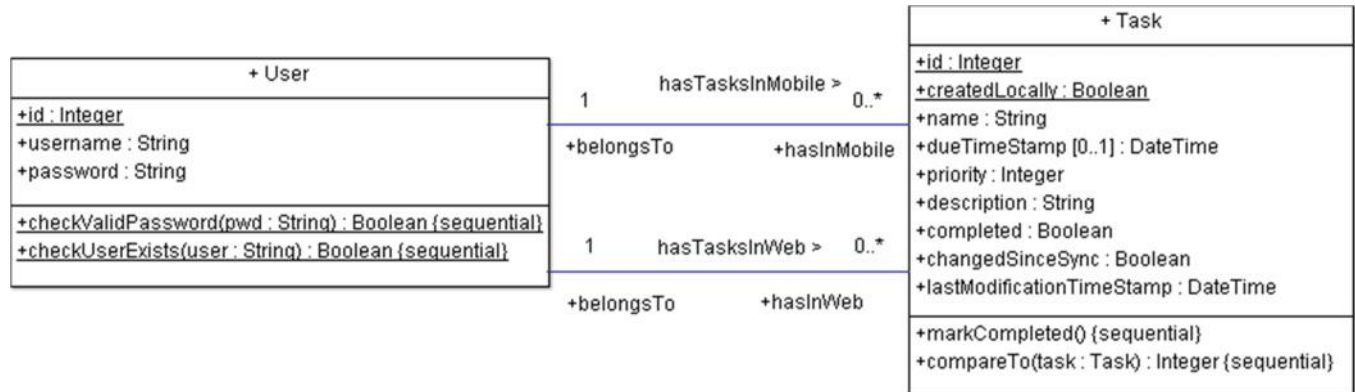 + User
+id : Integer
+username : String
+password : String
+checkValidPassword(pwd : String) : Boolean {sequential}
+checkUserExists(user : String) : Boolean {sequential}
hasTasksInMobile >
1
0..*
+belongsTo
+hasInMobile
hasTasksInWeb >
1
0..*
+belongsTo
+hasInWeb
+ Task
+id : Integer
+createdLocally : Boolean
+name : String
+dueTimeStamp [0..1] : DateTime
+priority : Integer
+description : String
+completed : Boolean
+changedSinceSync : Boolean
+lastModificationTimeStamp : DateTime
+markCompleted() {sequential}
+compareTo(task : Task) : Integer {sequential}